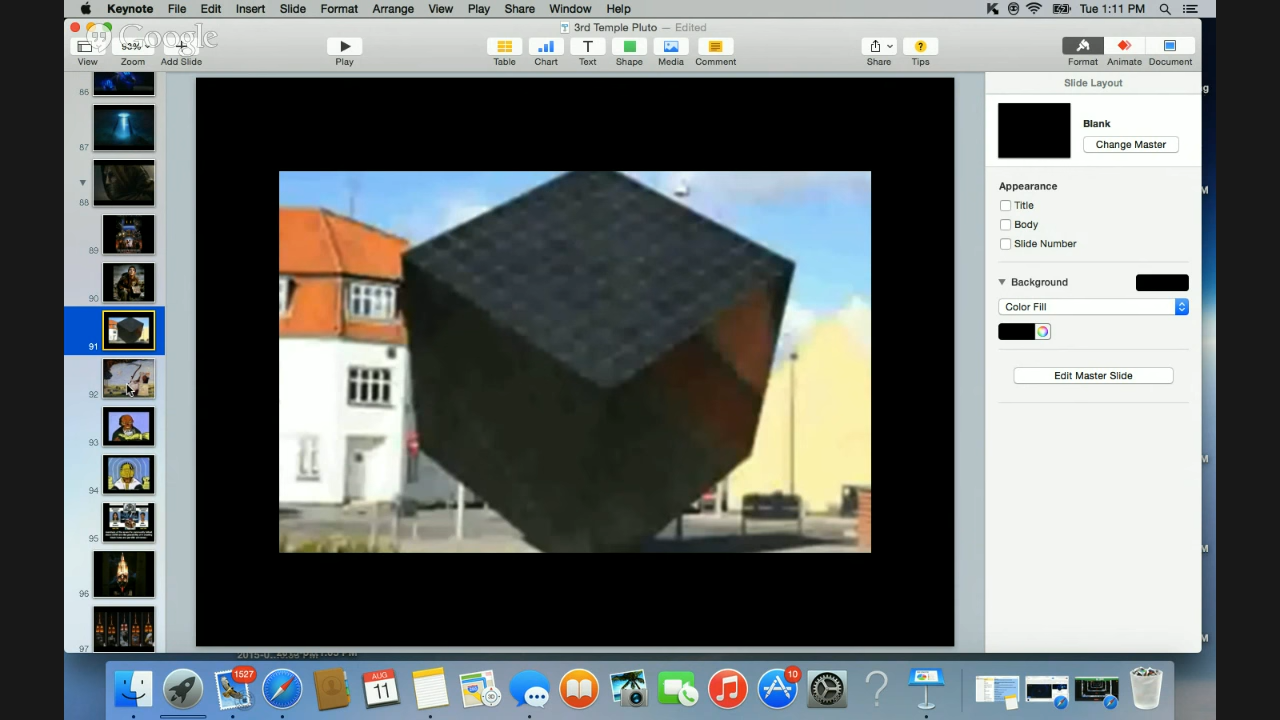 Keynote File Edit Insert Slide Format Arrange View Play Share Window Help Tue 1:11 PM
3rd Temple Pluto — Edited
Google
93%
View Zoom Add Slide Play Table Chart Text Shape Media Comment Share Tips Format Animate Document
Slide Layout
Blank
Change Master
Appearance
Title
Body
Slide Number
Background
Color Fill
Edit Master Slide
86
87
88
89
90
91
92
93
94
95
96
97
1527
AUG
11
10